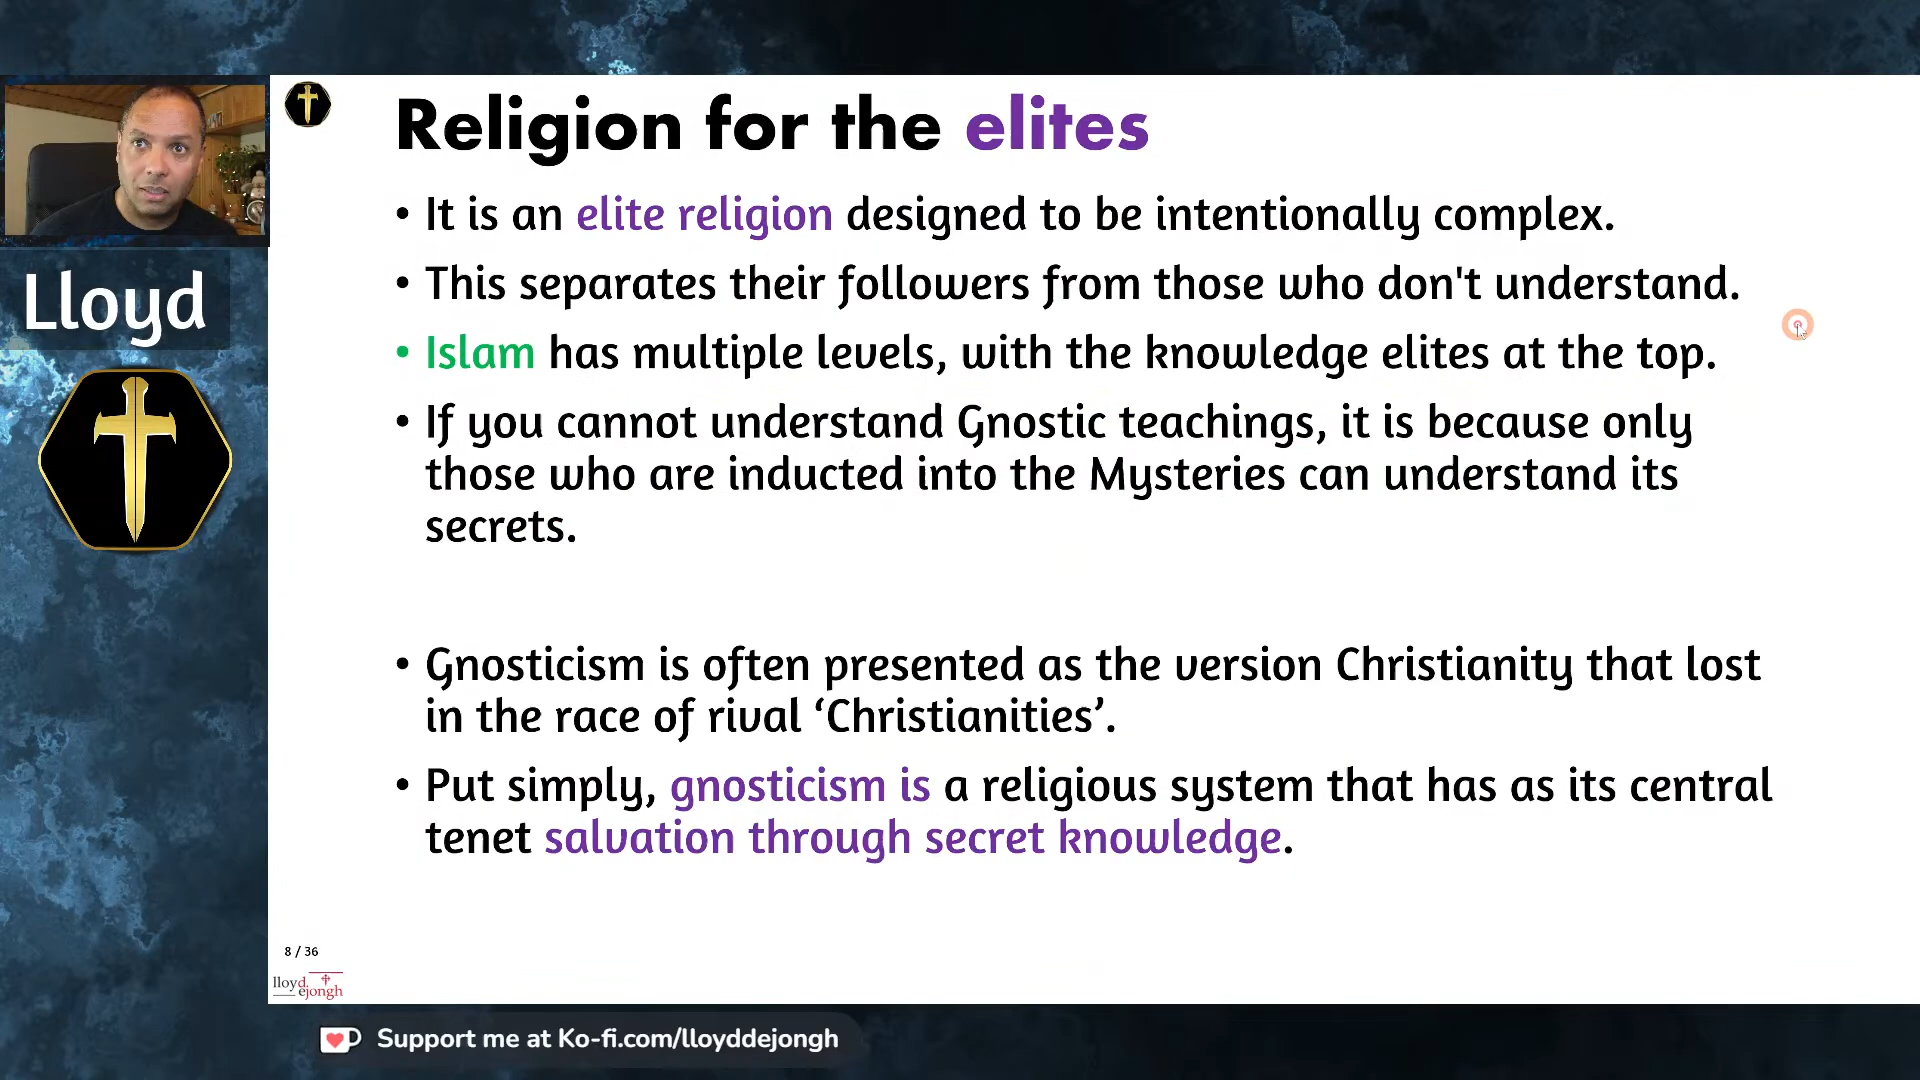 Religion for the elites
• It is an elite religion designed to be intentionally complex.
• This separates their followers from those who don't understand.
• Islam has multiple levels, with the knowledge elites at the top.
• If you cannot understand Gnostic teachings, it is because only
those who are inducted into the Mysteries can understand its
secrets.
• Gnosticism is often presented as the version Christianity that lost
in the race of rival ‘Christianities’.
• Put simply, gnosticism is a religious system that has as its central
tenet salvation through secret knowledge.
Lloyd
8 / 36
lloyd
ejongh
Support me at Ko-fi.com/lloyddejongh